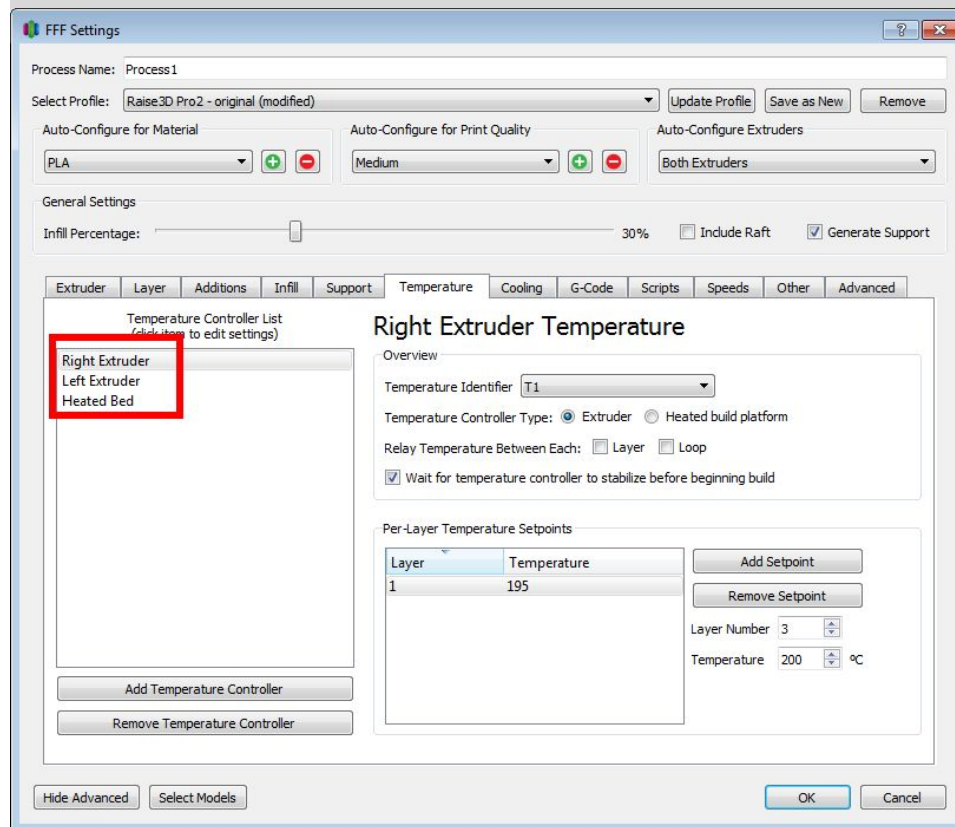 FFF Settings
Process Name: Process1
Select Profile: Raise3D Pro2 - original (modified) Update Profile Save as New Remove
Auto-Configure for Material Auto-Configure for Print Quality Auto-Configure Extruders
PLA Medium Both Extruders
General Settings
Infill Percentage: 30% Include Raft Generate Support
Extruder Layer Additions Infill Support Temperature Cooling G-Code Scripts Speeds Other Advanced
Temperature Controller List
(click item to edit settings)
Right Extruder
Left Extruder
Heated Bed
Add Temperature Controller
Remove Temperature Controller
Right Extruder Temperature
Overview
Temperature Identifier T1
Temperature Controller Type: Extruder Heated build platform
Relay Temperature Between Each: Layer Loop
Wait for temperature controller to stabilize before beginning build
Per-Layer Temperature Setpoints
Layer Temperature
1 195
Add Setpoint
Remove Setpoint
Layer Number 3
Temperature 200 ºC
Hide Advanced Select Models OK Cancel